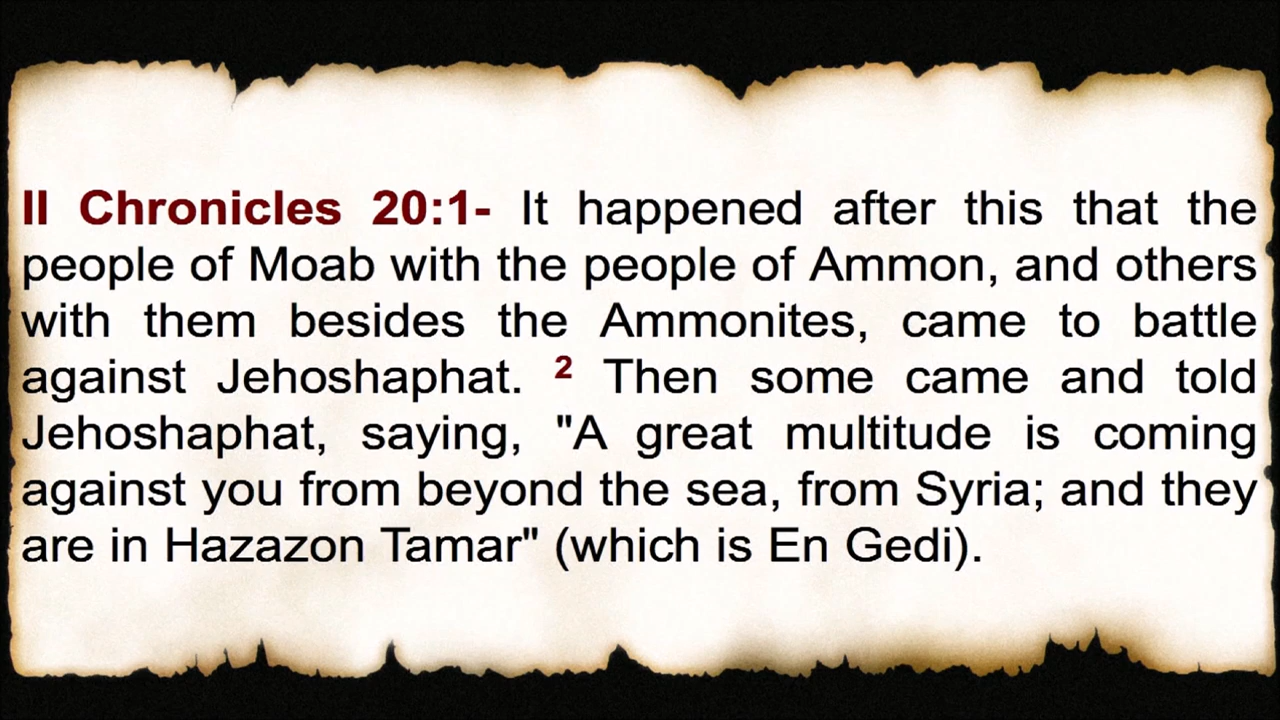 II Chronicles 20:1- It happened after this that the
people of Moab with the people of Ammon, and others
with them besides the Ammonites, came to battle
against Jehoshaphat. 2 Then some came and told
Jehoshaphat, saying, "A great multitude is coming
against you from beyond the sea, from Syria; and they
are in Hazazon Tamar" (which is En Gedi).